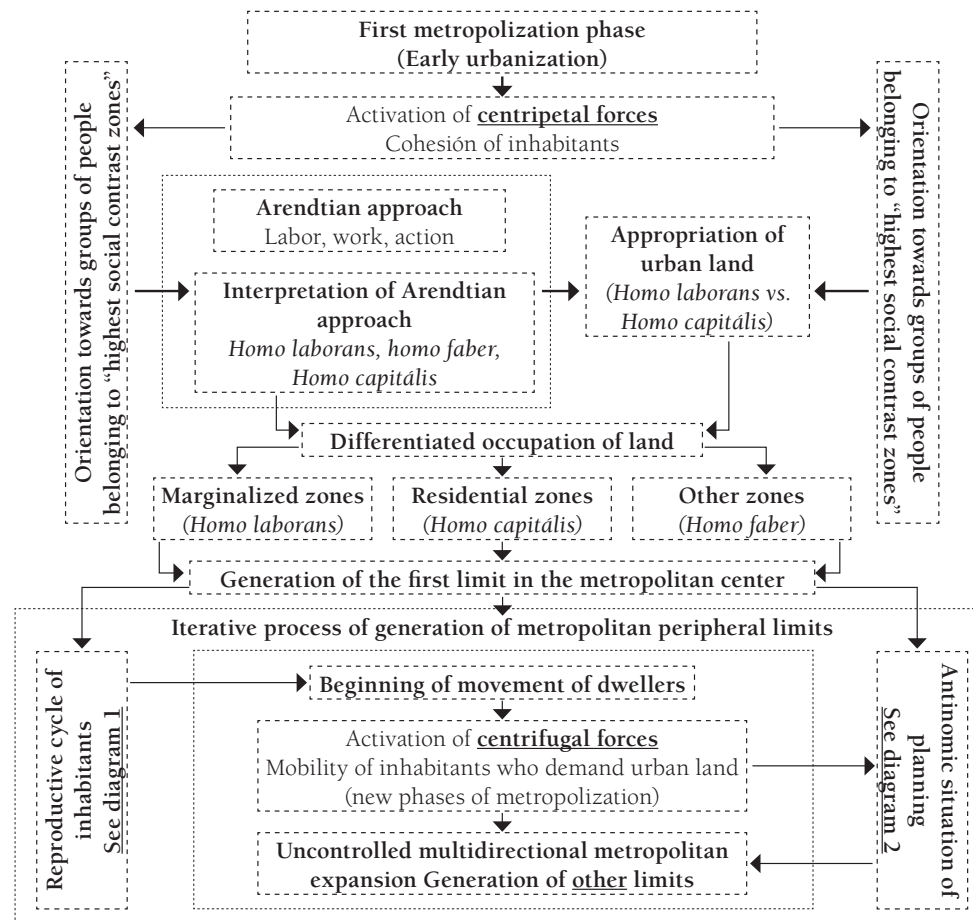 First metropolization phase
(Early urbanization)
Activation of centripetal forces
Cohesión of inhabitants
Orientation towards groups of people
belonging to “highest social contrast zones”
Orientation towards groups of people
belonging to “highest social contrast zones”
Arendtian approach
Labor, work, action
Interpretation of Arendtian
approach
Homo laborans, homo faber,
Homo capitális
Appropriation of
urban land
(Homo laborans vs.
Homo capitális)
Differentiated occupation of land
Marginalized zones
(Homo laborans)
Residential zones
(Homo capitális)
Other zones
(Homo faber)
Generation of the first limit in the metropolitan center
Iterative process of generation of metropolitan peripheral limits
Reproductive cycle of
inhabitants
See diagram 1
Beginning of movement of dwellers
Activation of centrifugal forces
Mobility of inhabitants who demand urban land
(new phases of metropolization)
Uncontrolled multidirectional metropolitan
expansion Generation of other limits
Antinomic situation of
planning
See diagram 2